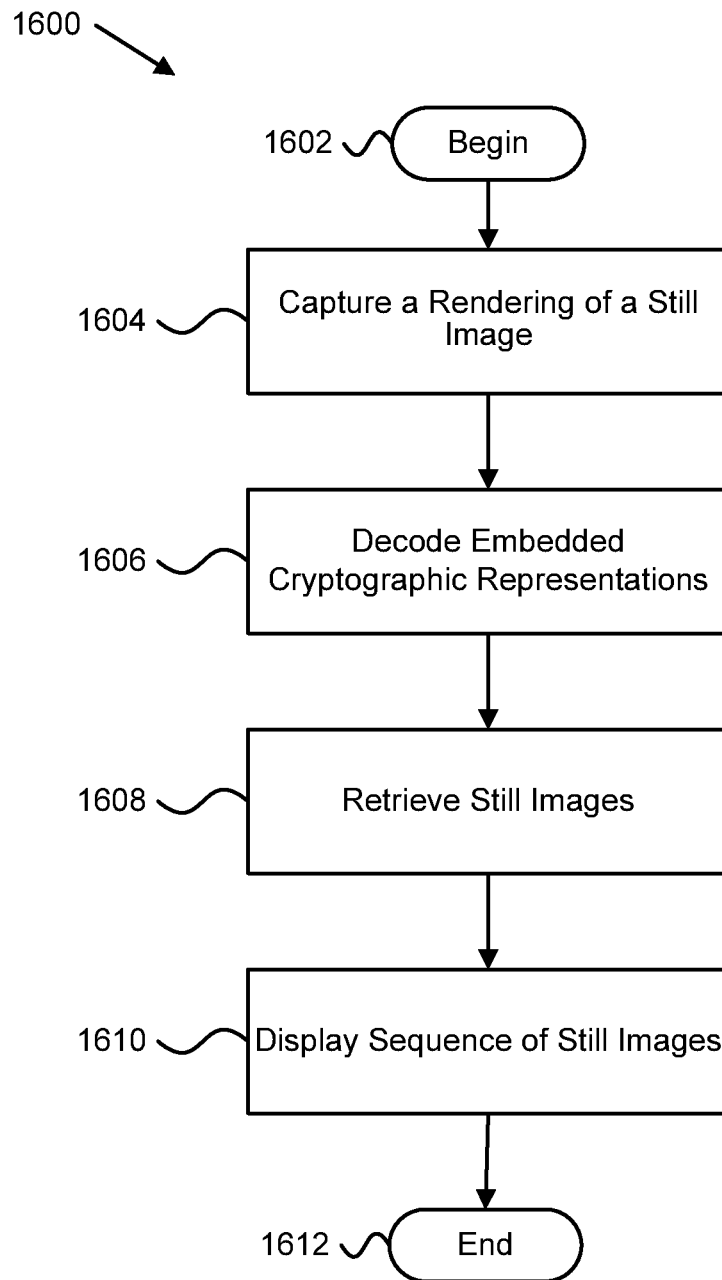 1600
1602
Begin
1604
Capture a Rendering of a Still
Image
1606
Decode Embedded
Cryptographic Representations
1608
Retrieve Still Images
1610
Display Sequence of Still Images
1612
End